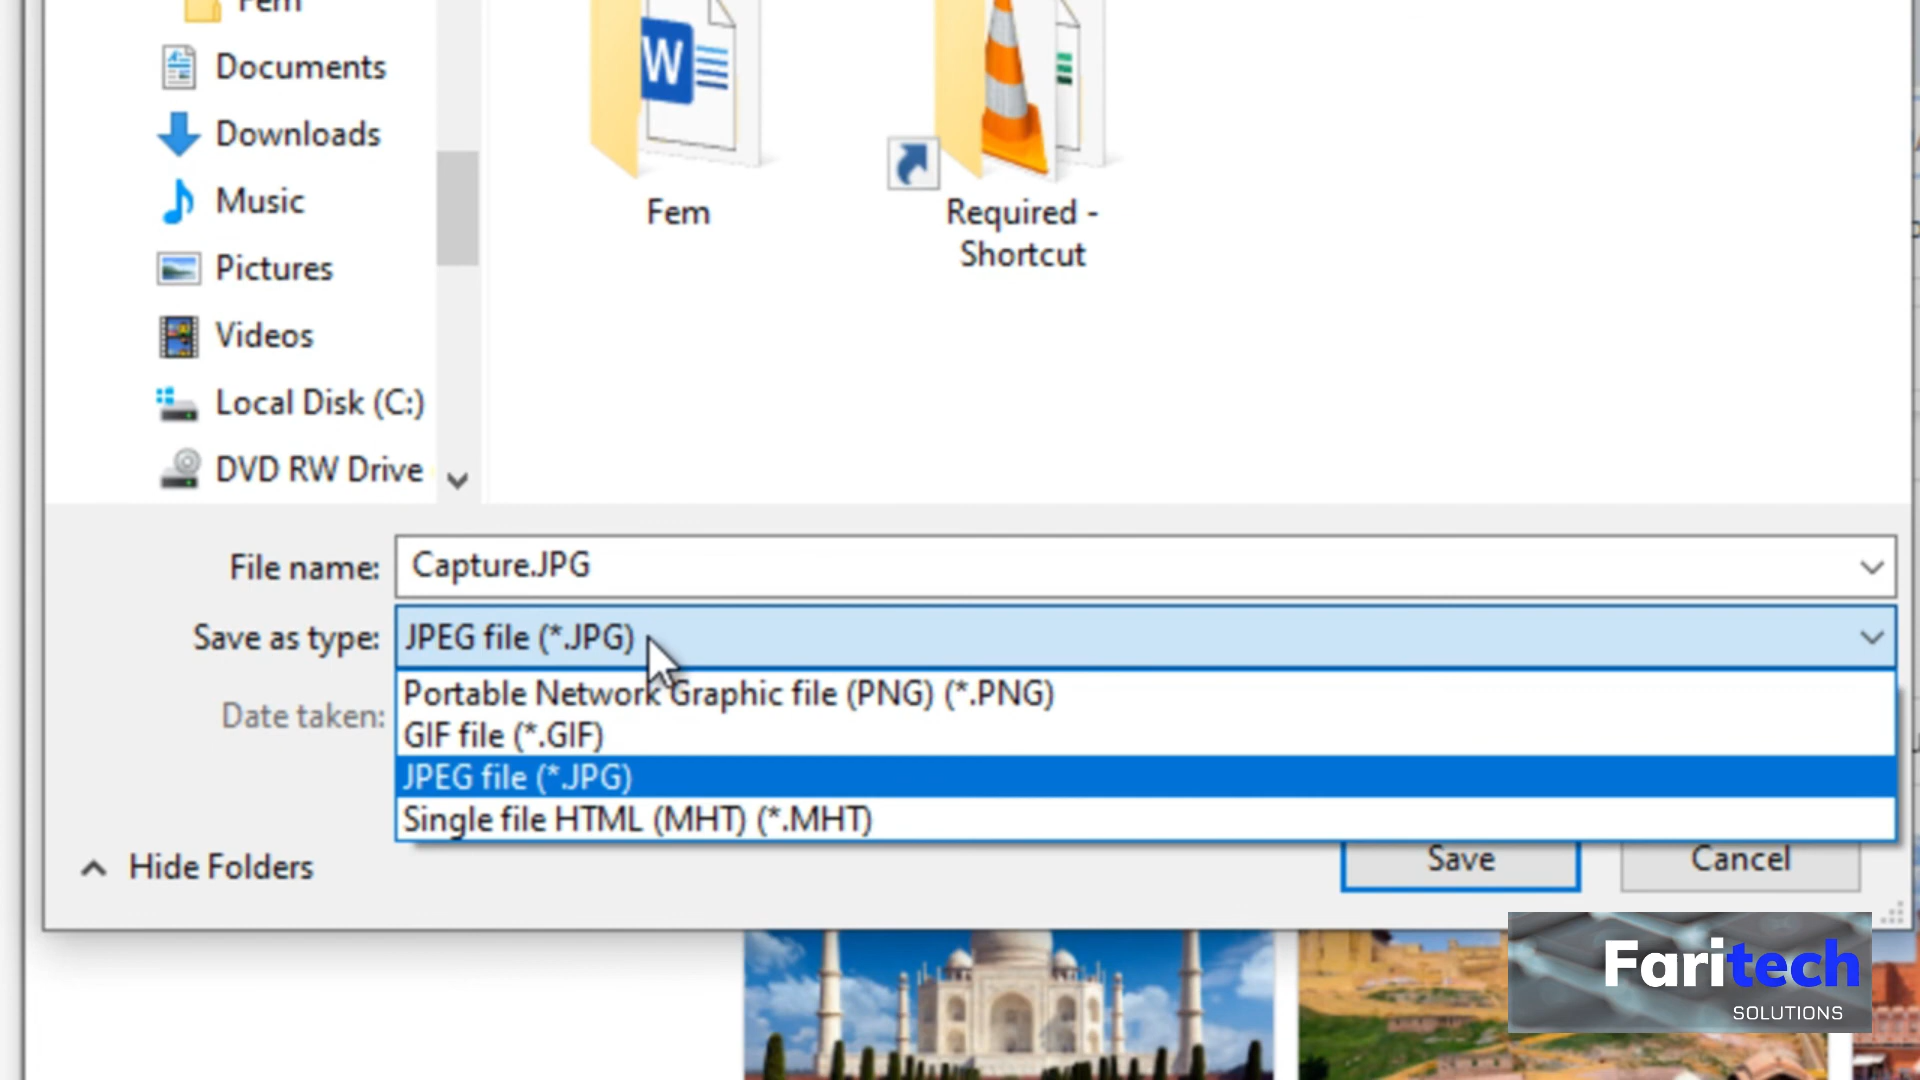 Fem
Documents
Downloads
Music
Pictures
Videos
Local Disk (C:)
DVD RW Drive
W
Fem
Required -
Shortcut
File name:
Capture.JPG
Save as type:
JPEG file (*.JPG)
Portable Network Graphic file (PNG) (*.PNG)
Date taken:
GIF file (*.GIF)
JPEG file (*.JPG)
Single file HTML (MHT) (*.MHT)
Hide Folders
Save
Cancel
Faritech
SOLUTIONS